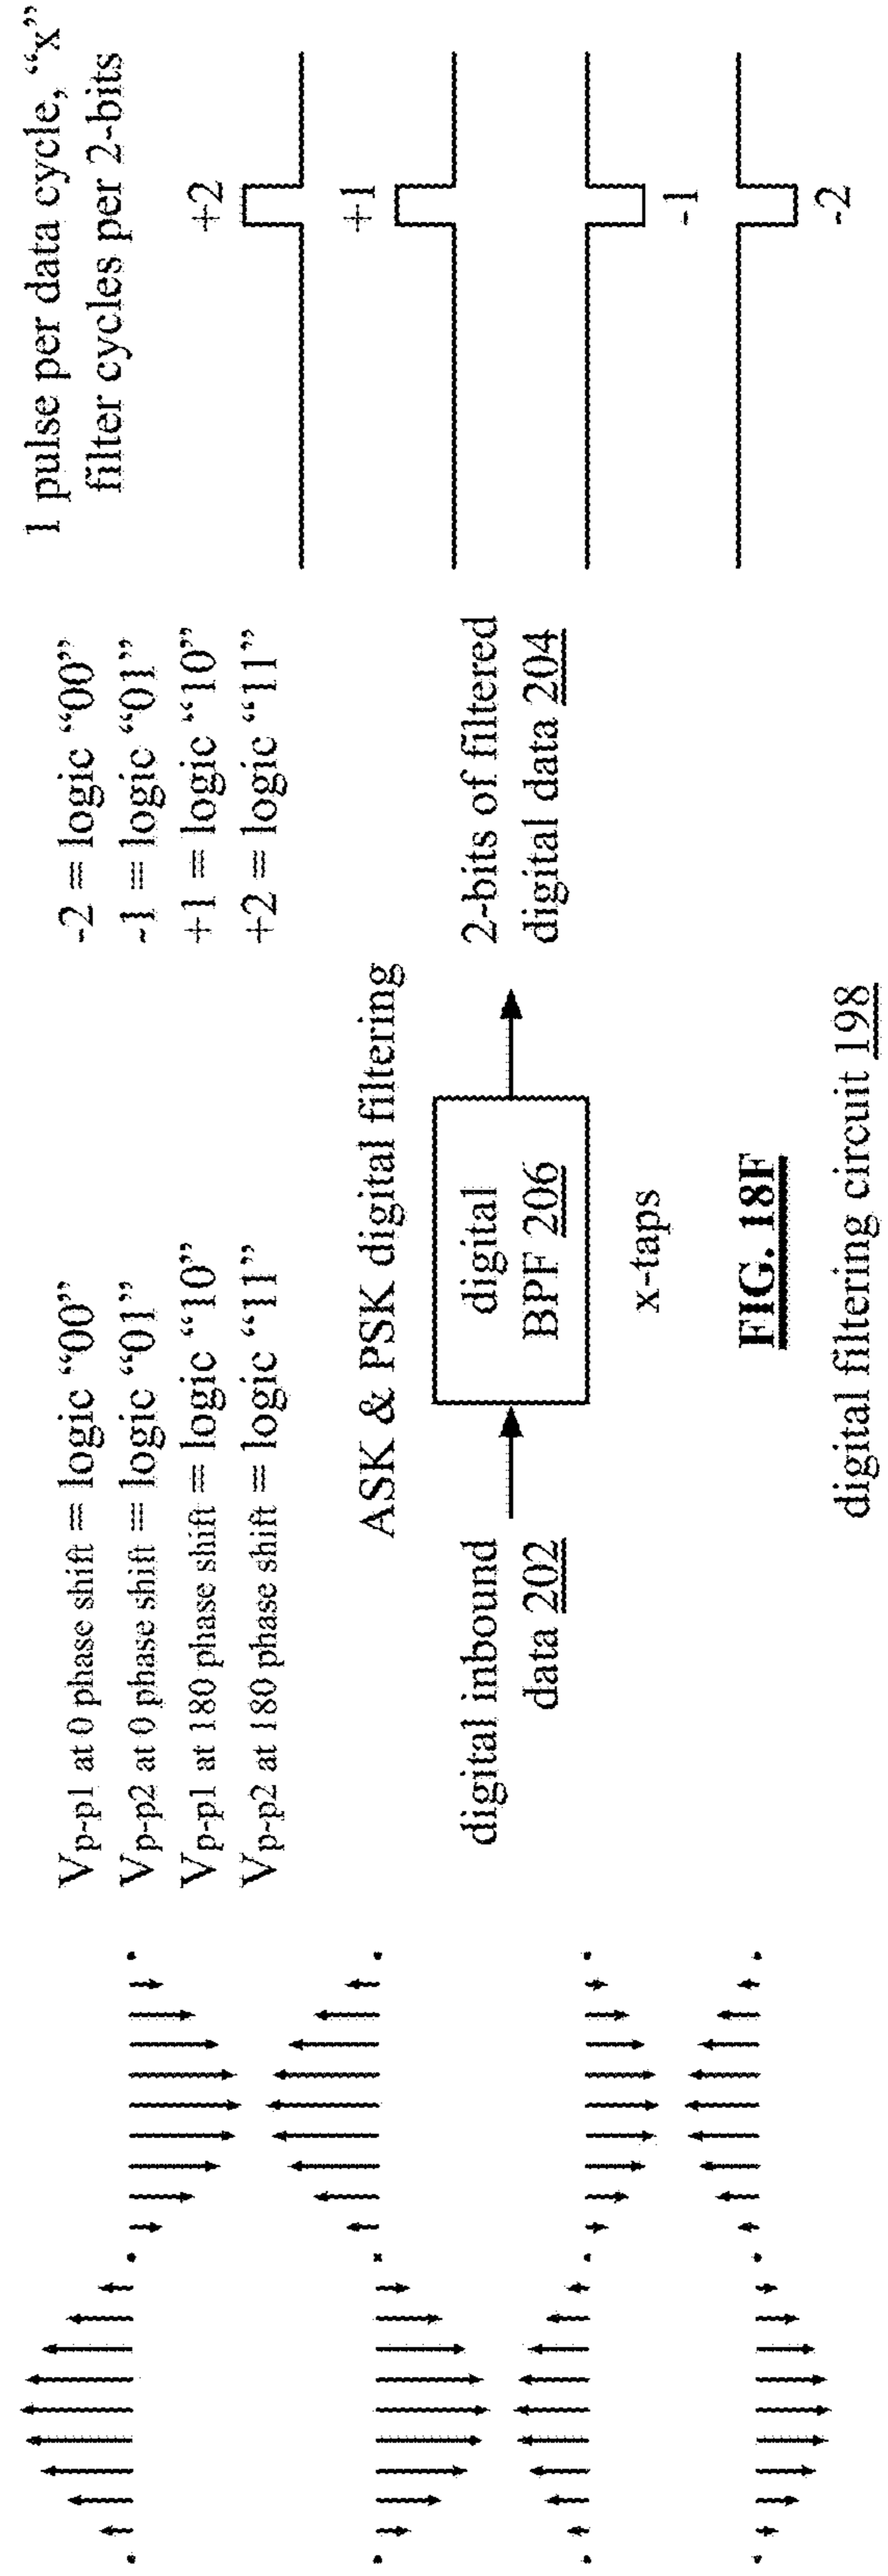 V p-p1 at 0 phase shift = logic “00”
V p-p2 at 0 phase shift = logic “01”
V p-p1 at 180 phase shift = logic “10”
V p-p2 at 180 phase shift = logic “11”
-2 = logic “00”
-1 = logic “01”
+1 = logic “10”
+2 = logic “11”
1 pulse per data cycle, “x”
filter cycles per 2-bits
ASK & PSK digital filtering
digital inbound
data 202
digital
BPF 206
x-taps
2-bits of filtered
digital data 204
+2
+1
-1
-2
FIG. 18F
digital filtering circuit 198